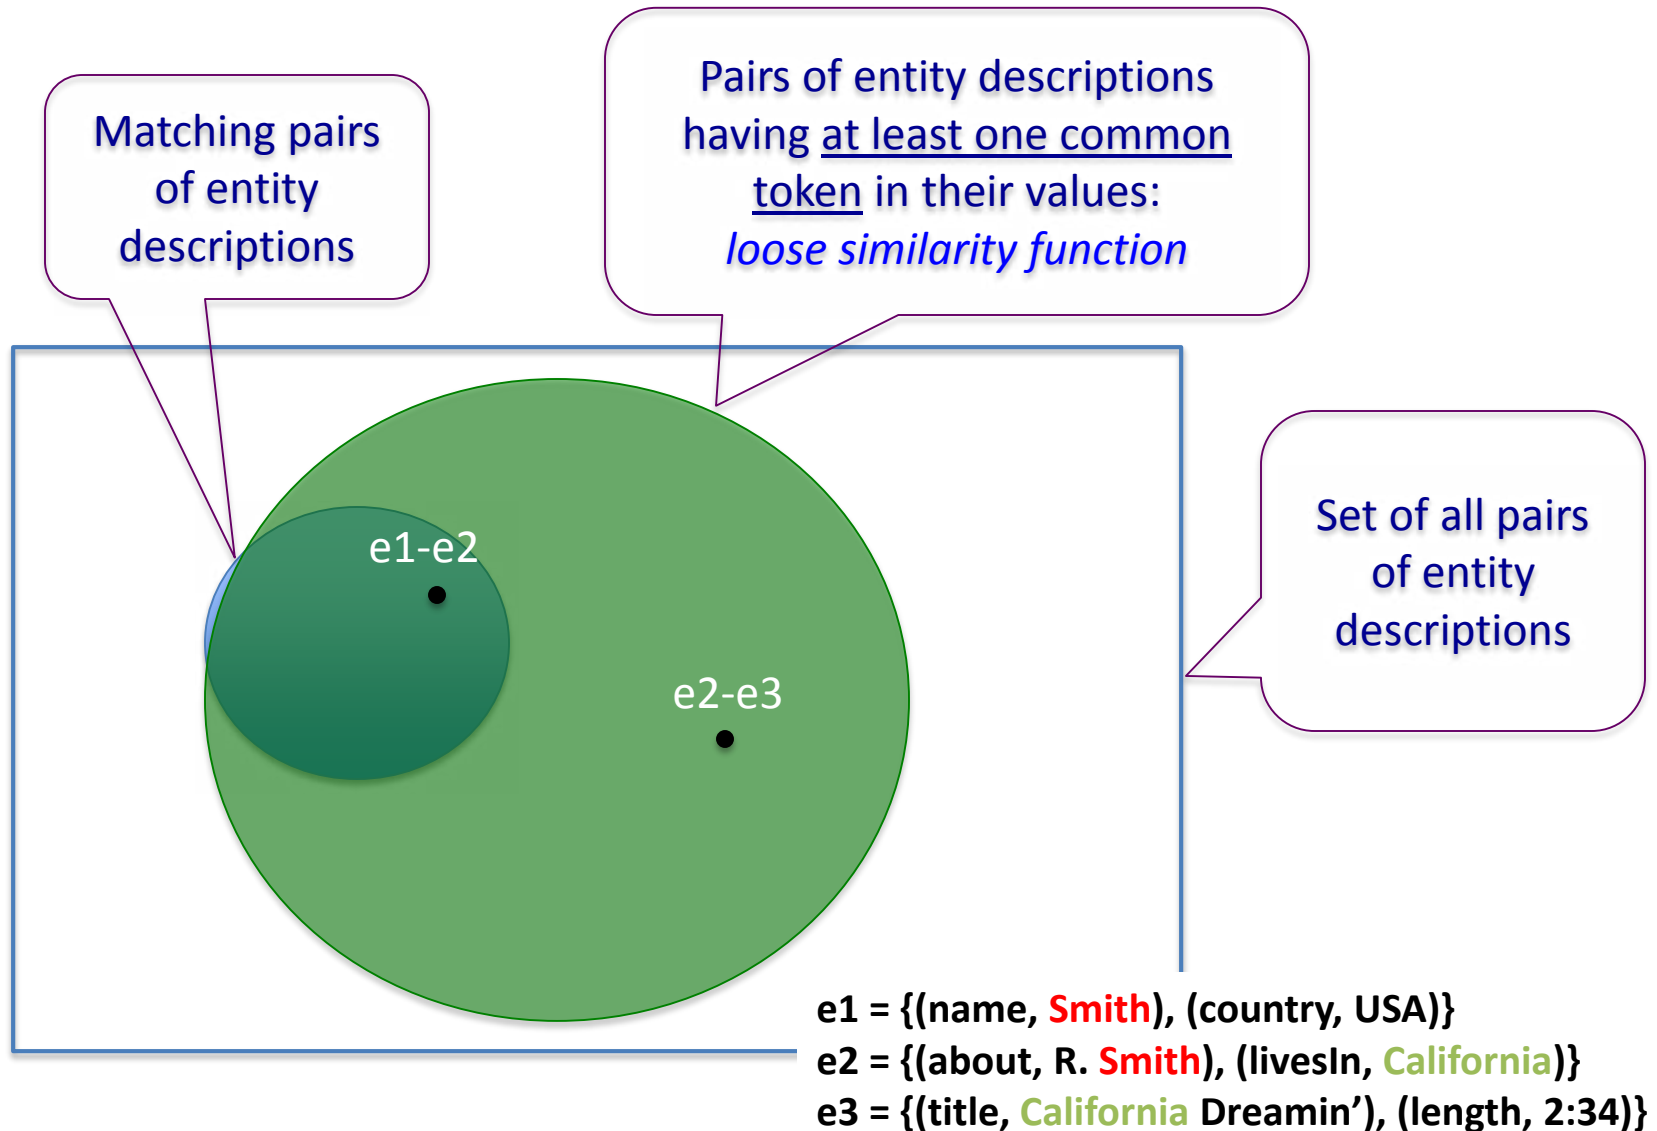 Matching pairs
of entity
descriptions
Pairs of entity descriptions
having at least one common
token in their values:
loose similarity function
Set of all pairs
of entity
descriptions
e1-e2
e2-e3
e1 = {(name, Smith), (country, USA)}
e2 = {(about, R. Smith), (livesIn, California)}
e3 = {(title, California Dreamin’), (length, 2:34)}